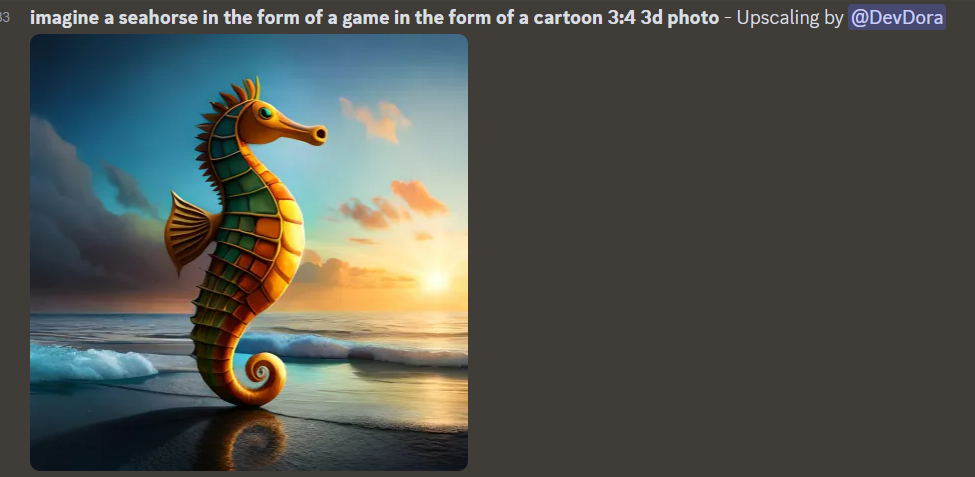 imagine a seahorse in the form of a game in the form of a cartoon 3:4 3d photo - Upscaling by @DevDora